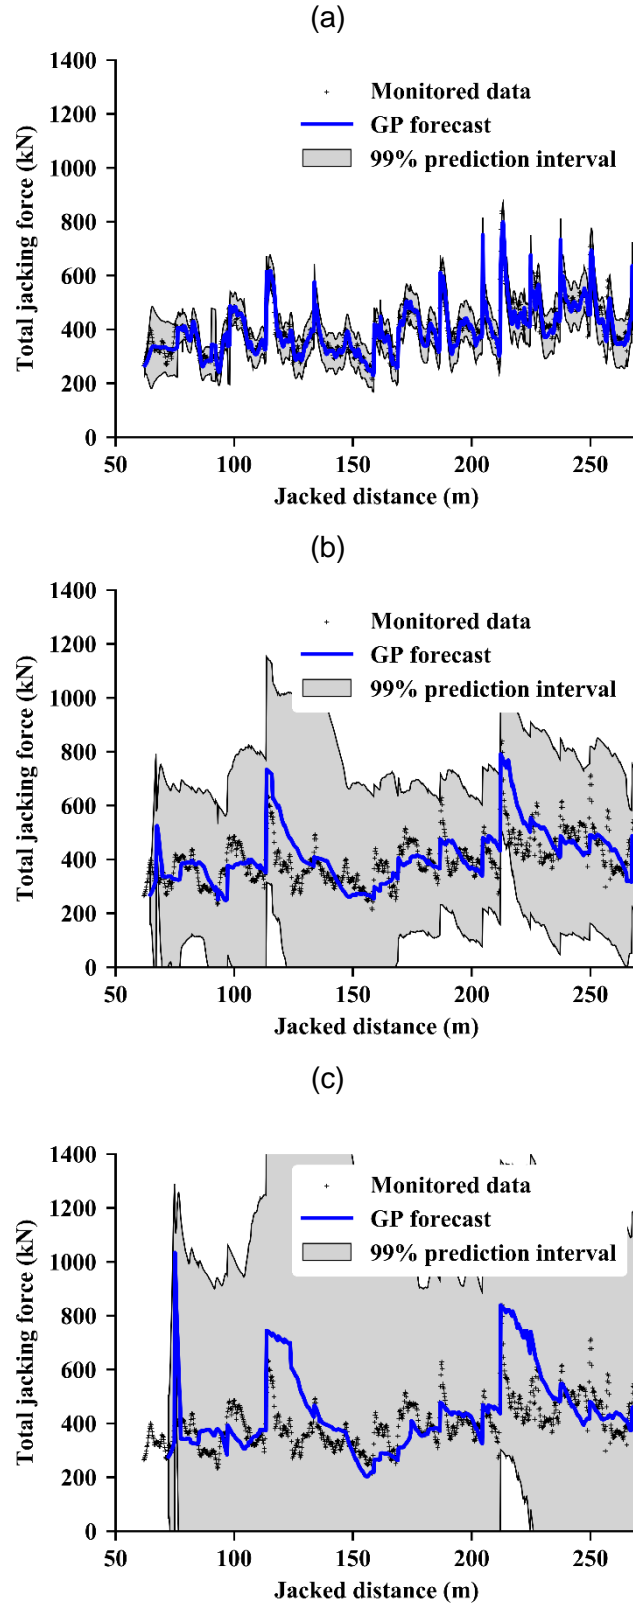 (a)
1400
1200
1000
800
600
400
200
0
Total jacking force (kN)
Monitored data
GP forecast
99% prediction interval
50 100 150 200 250
Jacked distance (m)
(b)
1400
1200
1000
800
600
400
200
0
Total jacking force (kN)
Monitored data
GP forecast
99% prediction interval
50 100 150 200 250
Jacked distance (m)
(c)
1400
1200
1000
800
600
400
200
0
Total jacking force (kN)
Monitored data
GP forecast
99% prediction interval
50 100 150 200 250
Jacked distance (m)